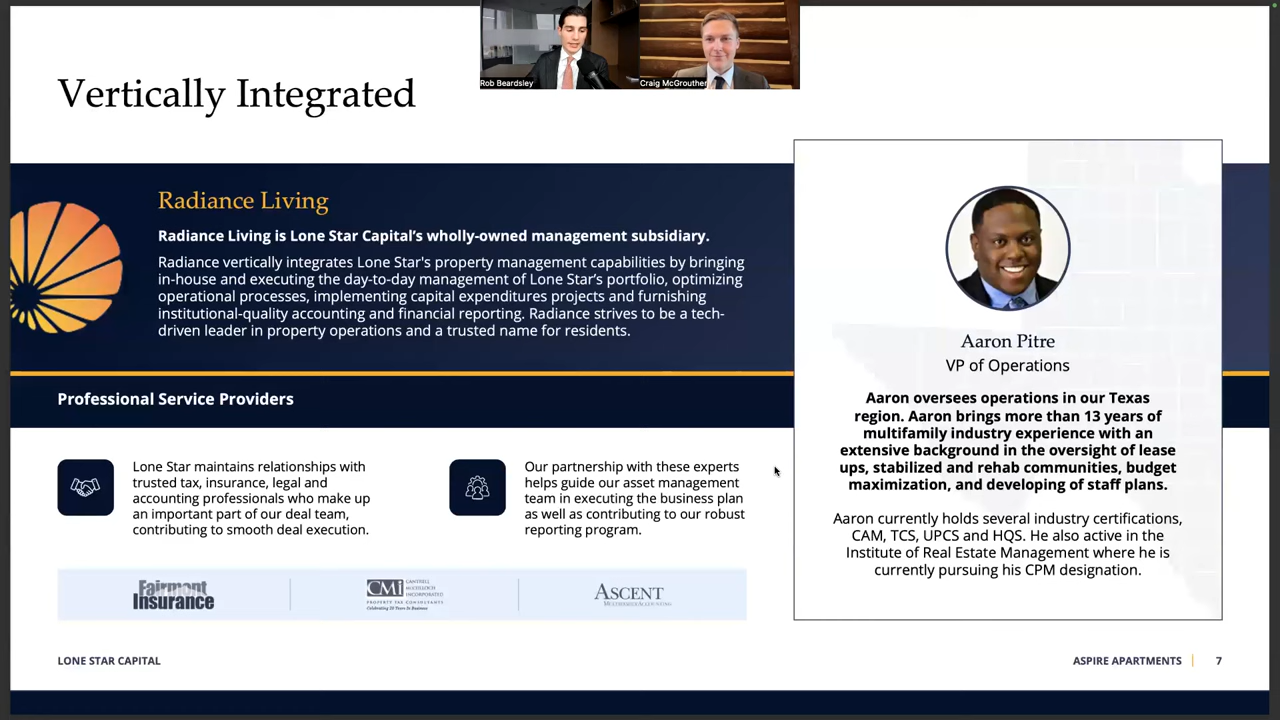 Rob Beardsley
Craig McGrouther
Vertically Integrated
Radiance Living
Radiance Living is Lone Star Capital’s wholly-owned management subsidiary.
Radiance vertically integrates Lone Star's property management capabilities by bringing
in-house and executing the day-to-day management of Lone Star’s portfolio, optimizing
operational processes, implementing capital expenditures projects and furnishing
institutional-quality accounting and financial reporting. Radiance strives to be a tech-
driven leader in property operations and a trusted name for residents.
Professional Service Providers
Lone Star maintains relationships with
trusted tax, insurance, legal and
accounting professionals who make up
an important part of our deal team,
contributing to smooth deal execution.
Our partnership with these experts
helps guide our asset management
team in executing the business plan
as well as contributing to our robust
reporting program.
Fairmont
Insurance
CMi
INCORPORATED
PROPERTY TAX CONSULTANTS
Celebrating 20 Years In Business
ASCENT
Aaron Pitre
VP of Operations
Aaron oversees operations in our Texas
region. Aaron brings more than 13 years of
multifamily industry experience with an
extensive background in the oversight of lease
ups, stabilized and rehab communities, budget
maximization, and developing of staff plans.
Aaron currently holds several industry certifications,
CAM, TCS, UPCS and HQS. He also active in the
Institute of Real Estate Management where he is
currently pursuing his CPM designation.
LONE STAR CAPITAL
ASPIRE APARTMENTS
7